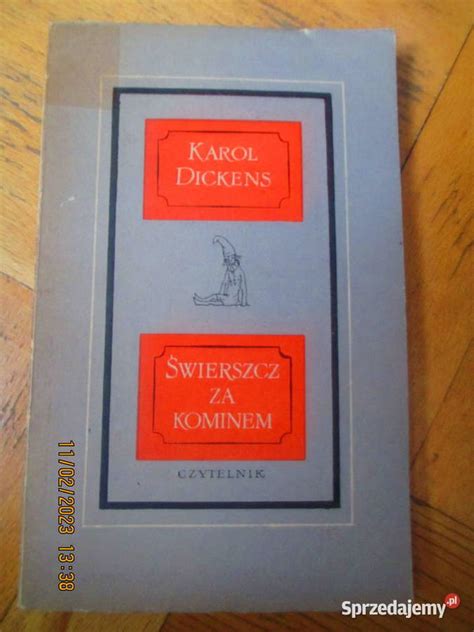 KAROL
DICKENS
ŚWIERSZCZ
ZA
KOMINEM
CZYTELNIK
11/02/2023 13:38
Sprzedajemy.pl